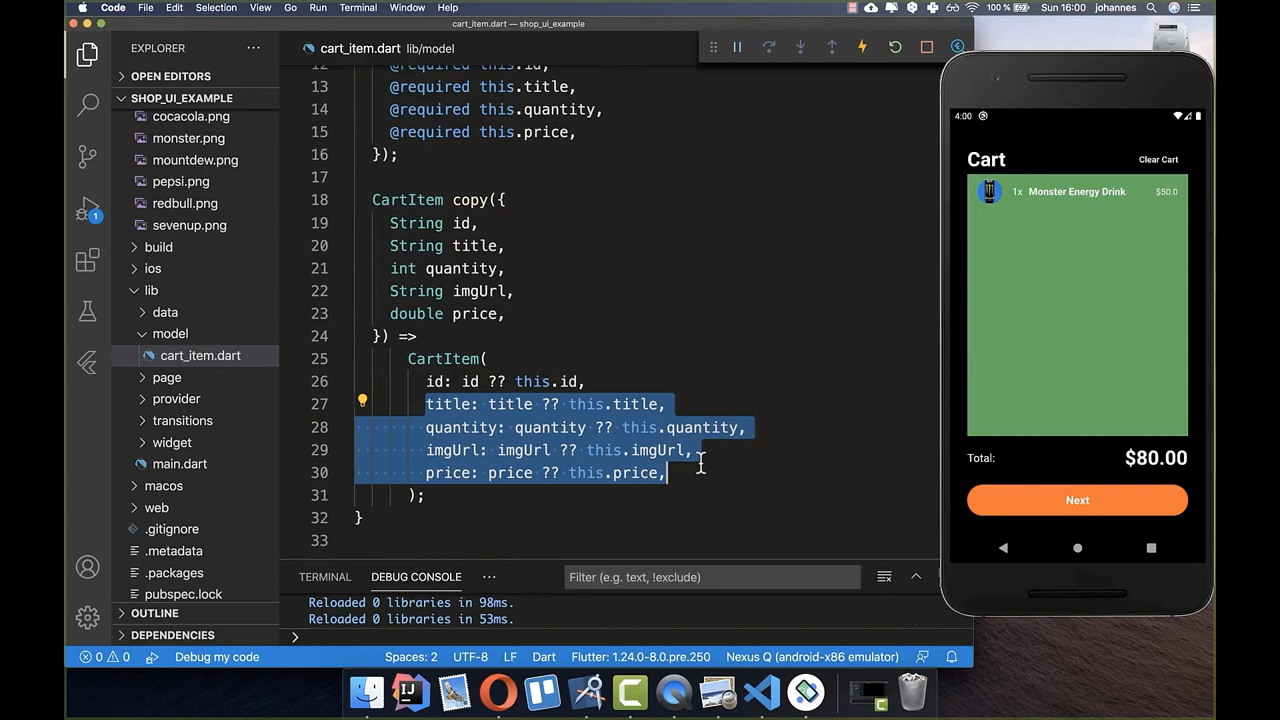 Code File Edit Selection View Go Run Terminal Window Help
100 % Sun 16:00 johannes
cart_item.dart — shop_ui_example
EXPLORER
OPEN EDITORS
SHOP_UI_EXAMPLE
cocacola.png
monster.png
mountdew.png
pepsi.png
redbull.png
sevenup.png
build
ios
lib
data
model
cart_item.dart
page
provider
transitions
widget
main.dart
macos
web
.gitignore
.metadata
.packages
pubspec.lock
OUTLINE
DEPENDENCIES
1
cart_item.dart lib/model
12 @required this.id,
13 @required this.title,
14 @required this.quantity,
15 @required this.price,
16 });
17
18 CartItem copy({
19 String id,
20 String title,
21 int quantity,
22 String imgUrl,
23 double price,
24 }) =>
25 CartItem(
26 id: id ?? this.id,
27 title: title ?? this.title,
28 quantity: quantity ?? this.quantity,
29 imgUrl: imgUrl ?? this.imgUrl,
30 price: price ?? this.price,
31 );
32 }
33
TERMINAL DEBUG CONSOLE ··· Filter (e.g. text, !exclude)
Reloaded 0 libraries in 98ms.
Reloaded 0 libraries in 53ms.
>
0 0 Debug my code Spaces: 2 UTF-8 LF Dart Flutter: 1.24.0-8.0.pre.250 Nexus Q (android-x86 emulator)
4:00
Cart Clear Cart
1x Monster Energy Drink $50.0
Total: $80.00
Next